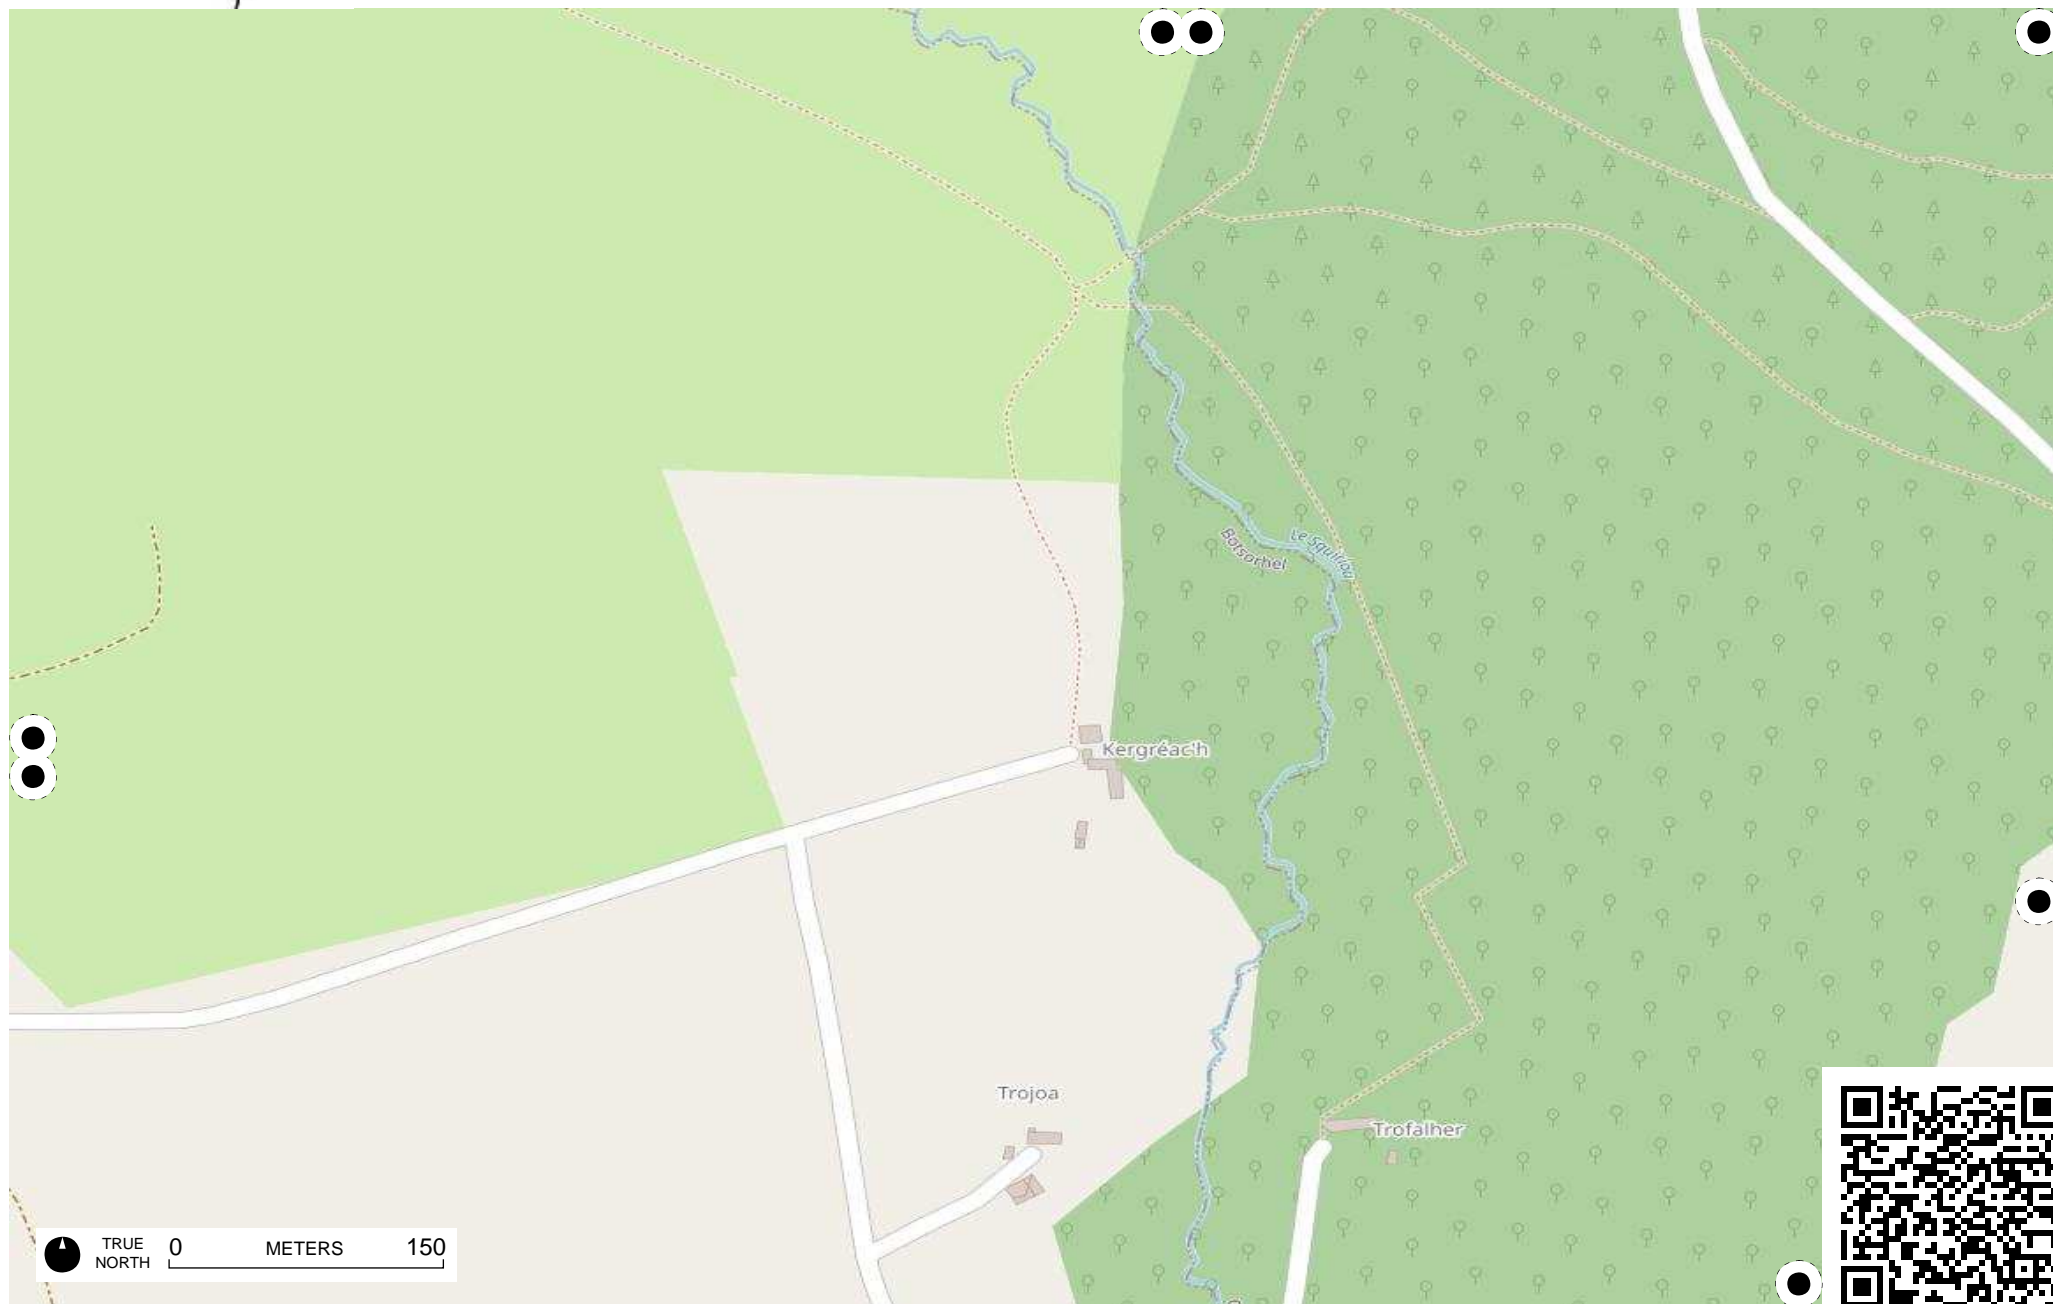 Le Squiriou
Botsorhel
Kergréac'h
Trojoa
Trofalher
TRUE
NORTH
0 METERS 150